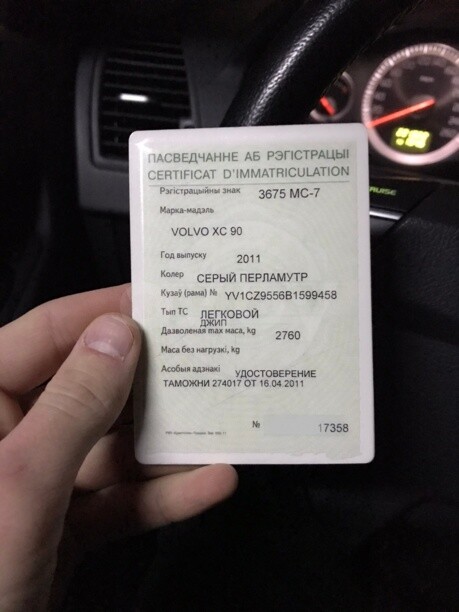 ПАСВЕДЧАННЕ АБ РЭГІСТРАЦЫІ
CERTIFICAT D'IMMATRICULATION
Рэгістрацыйны знак 3675 МС-7
Марка-мадэль
VOLVO XC 90
Год выпуску 2011
Колер СЕРЫЙ ПЕРЛАМУТР
Кузаў (рама) № YV1CZ9556B1599458
Тып ТС ЛЕГКОВОЙ
ДЖИП
Дазволеная max маса, kg 2760
Маса без нагрузкі, kg
Асобыя адзнакі УДОСТОВЕРЕНИЕ
ТАМОЖНИ 274017 ОТ 16.04.2011
№ 17358
CRUISE